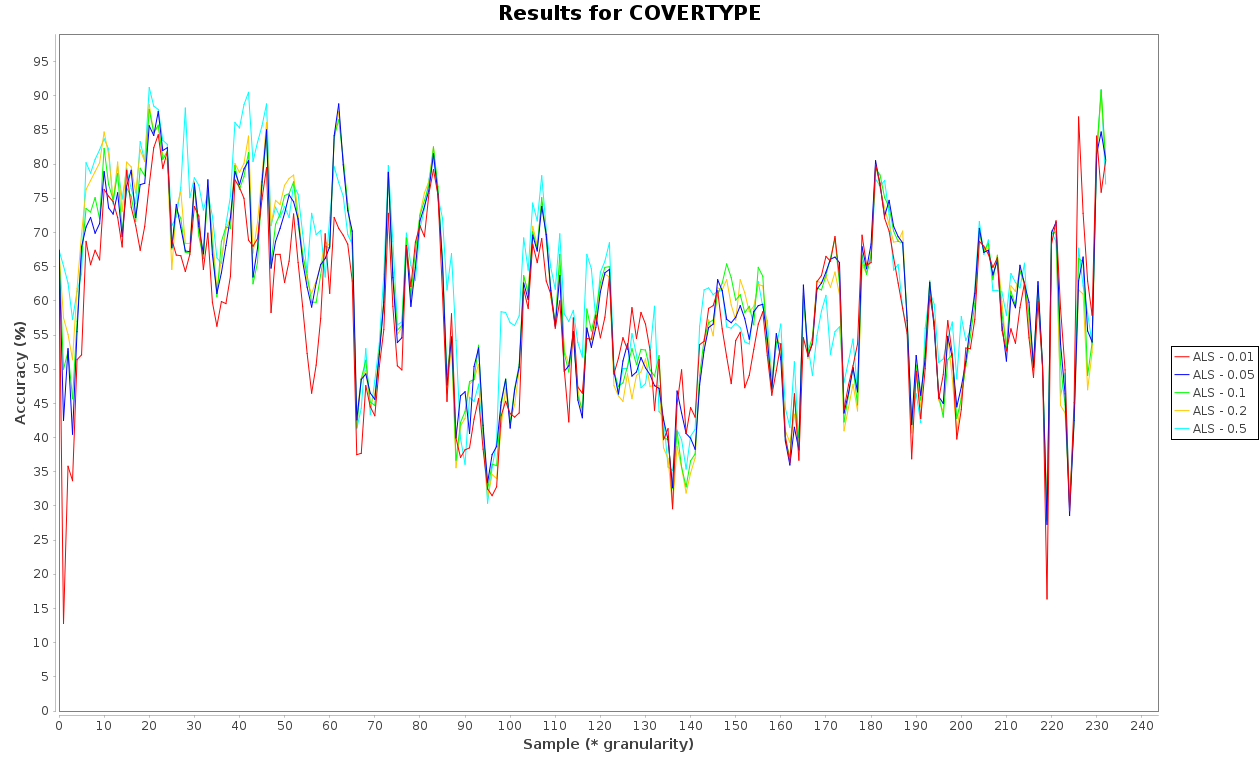 Results for COVERTYPE
Accuracy (%)
95
90
85
80
75
70
65
60
55
50
45
40
35
30
25
20
15
10
5
0
0 10 20 30 40 50 60 70 80 90 100 110 120 130 140 150 160 170 180 190 200 210 220 230 240
Sample (* granularity)
ALS - 0.01
ALS - 0.05
ALS - 0.1
ALS - 0.2
ALS - 0.5